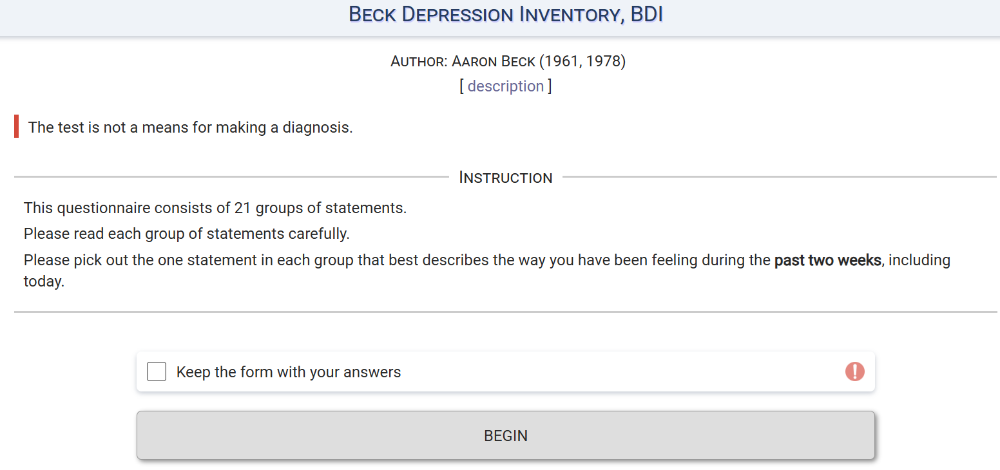 Beck Depression Inventory, BDI
Author: Aaron Beck (1961, 1978)
[ description ]
The test is not a means for making a diagnosis.
Instruction
This questionnaire consists of 21 groups of statements.
Please read each group of statements carefully.
Please pick out the one statement in each group that best describes the way you have been feeling during the past two weeks, including
today.
Keep the form with your answers
BEGIN